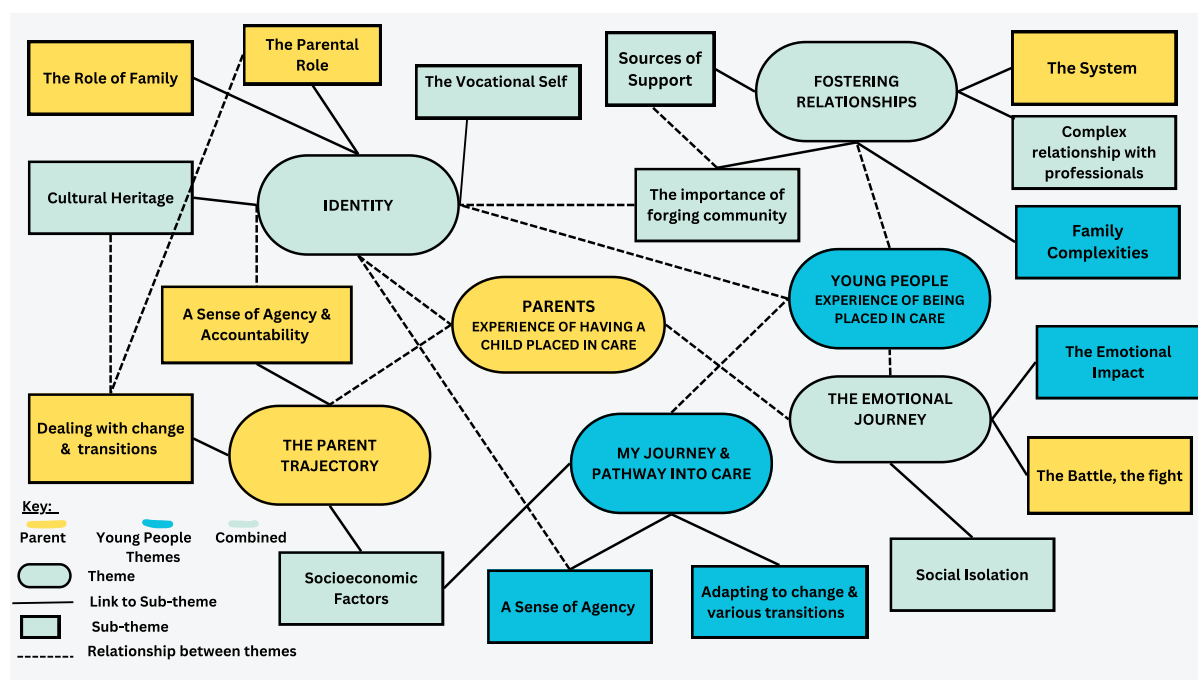 The Role of Family
The Parental
Role
The Vocational Self
Sources of
Support
FOSTERING
RELATIONSHIPS
The System
Complex
relationship with
professionals
Cultural Heritage
IDENTITY
The importance of
forging community
Family
Complexities
A Sense of Agency &
Accountability
PARENTS
EXPERIENCE OF HAVING A
CHILD PLACED IN CARE
YOUNG PEOPLE
EXPERIENCE OF BEING
PLACED IN CARE
The Emotional
Impact
Dealing with change
& transitions
THE PARENT
TRAJECTORY
MY JOURNEY &
PATHWAY INTO CARE
THE EMOTIONAL
JOURNEY
The Battle, the fight
Key:
Parent
Young People
Themes
Combined
Theme
Link to Sub-theme
Sub-theme
Relationship between themes
Socioeconomic
Factors
A Sense of Agency
Adapting to change &
various transitions
Social Isolation